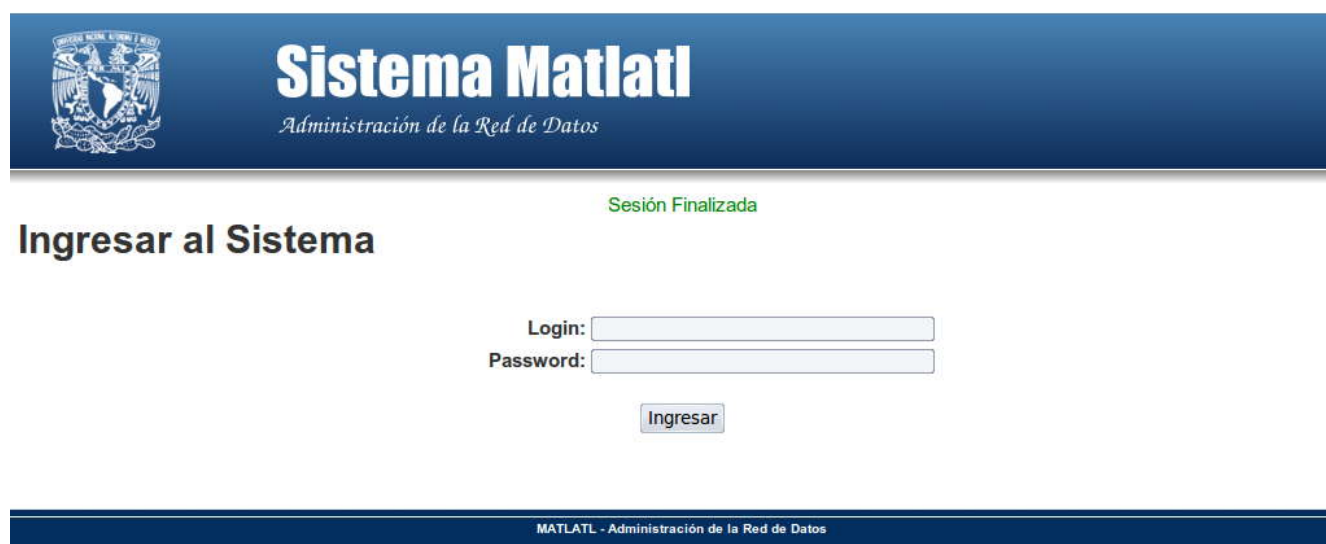 Sistema Matlatl
Administración de la Red de Datos
Sesión Finalizada
Ingresar al Sistema
Login:
Password:
Ingresar
MATLATL - Administración de la Red de Datos